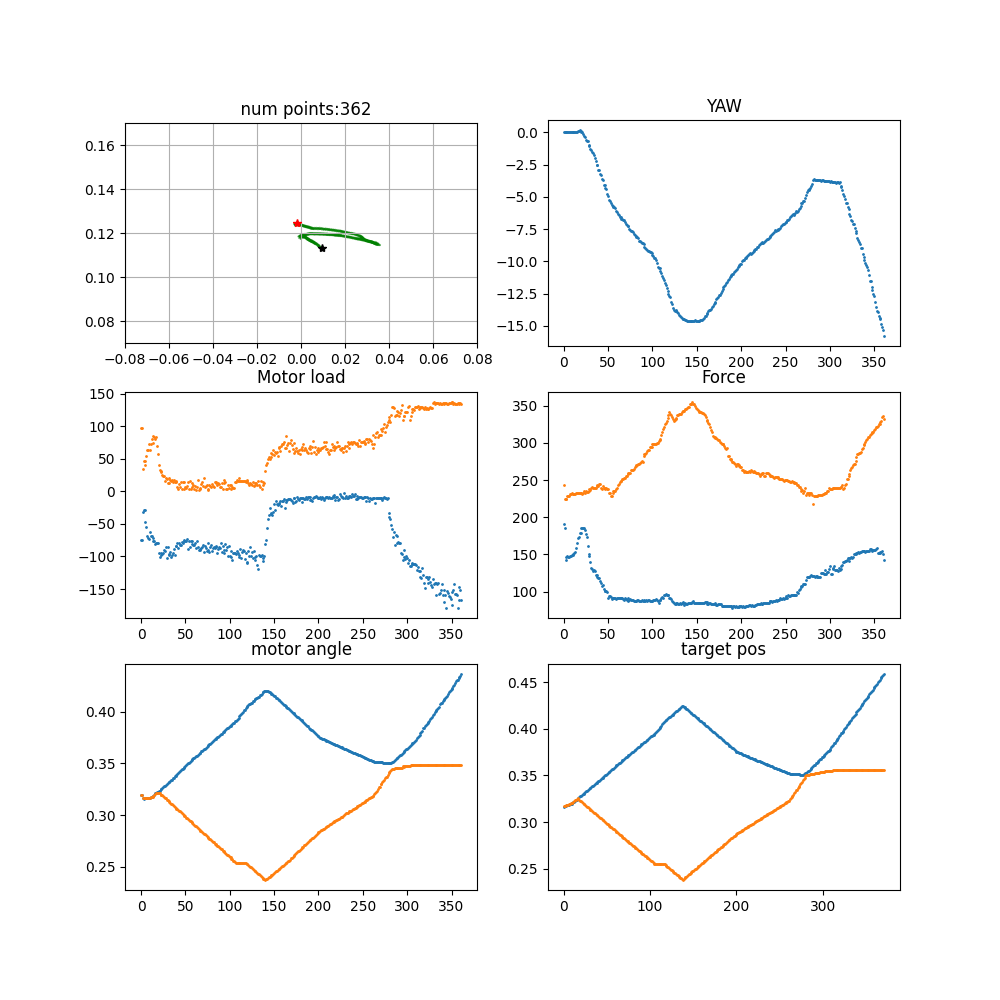 num points:362
0.16
0.14
0.12
0.10
0.08
−0.08 −0.06 −0.04 −0.02 0.00 0.02 0.04 0.06 0.08
YAW
0.0
−2.5
−5.0
−7.5
−10.0
−12.5
−15.0
0 50 100 150 200 250 300 350
Motor load
150
100
50
0
−50
−100
−150
0 50 100 150 200 250 300 350
Force
350
300
250
200
150
100
0 50 100 150 200 250 300 350
motor angle
0.40
0.35
0.30
0.25
0 50 100 150 200 250 300 350
target pos
0.45
0.40
0.35
0.30
0.25
0 100 200 300